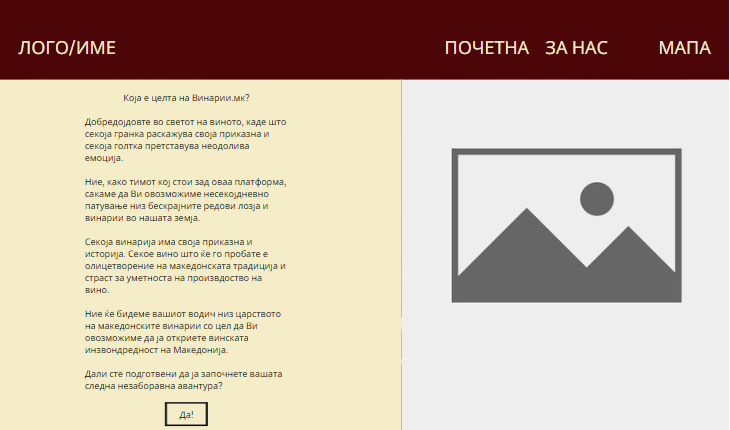 ЛОГО/ИМЕ
ПОЧЕТНА ЗА НАС МАПА
Која е целта на Винарии.мк?
Добредојдовте во светот на виното, каде што
секоја гранка раскажува своја приказна и
секоја голтка претставува неодолива
емоција.
Ние, како тимот кој стои зад оваа платформа,
сакаме да Ви овозможиме несекојдневно
патување низ бескрајните редови лозја и
винарии во нашата земја.
Секоја винарија има своја приказна и
историја. Секое вино што ќе го пробате е
олицетворение на македонската традиција и
страст за уметноста на произвдоство на
вино.
Ние ќе бидеме вашиот водич низ царството
на македонските винарии со цел да Ви
овозможиме да ја откриете винската
инзвондредност на Македонија.
Дали сте подготвени да ја започнете вашата
следна незаборавна авантура?
Да!